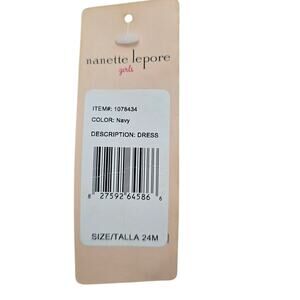 nanette lepore
girls
ITEM#: 1078434
COLOR: Navy
DESCRIPTION: DRESS
8 27592 64586 6
SIZE/TALLA 24M